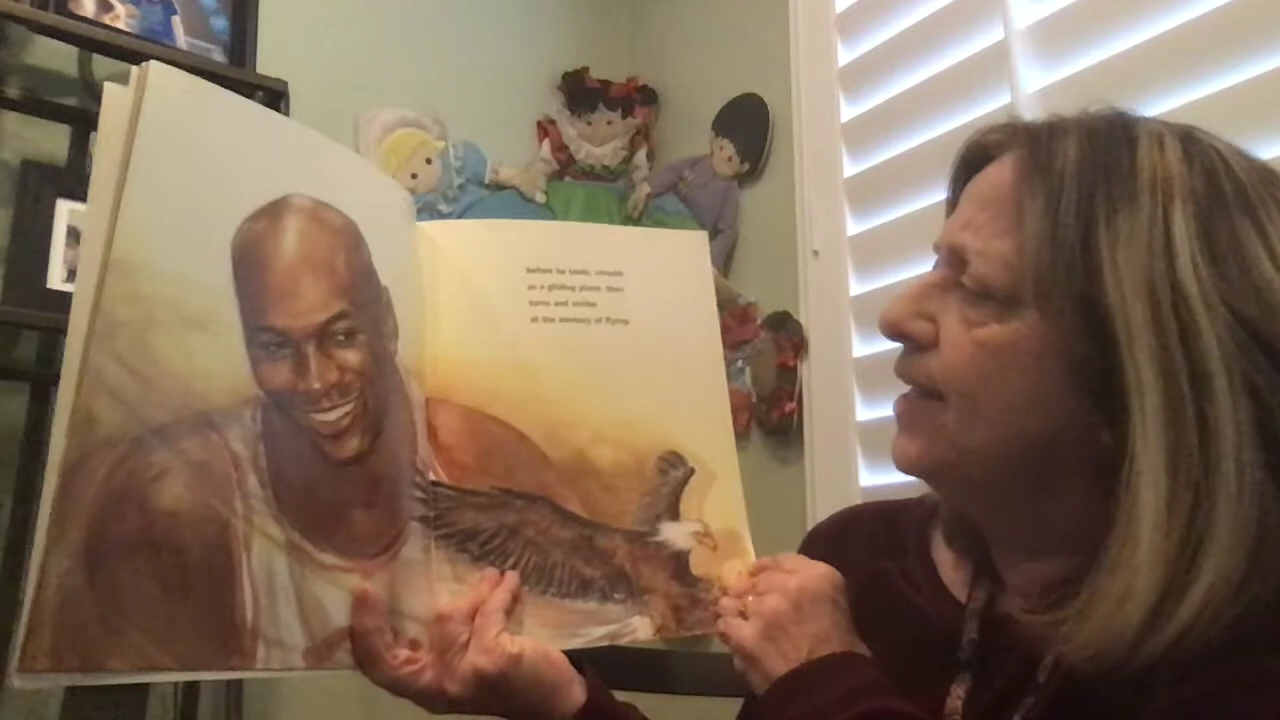 before he lands, smooth
as a gliding plane, then
turns and smiles
at the memory of flying.